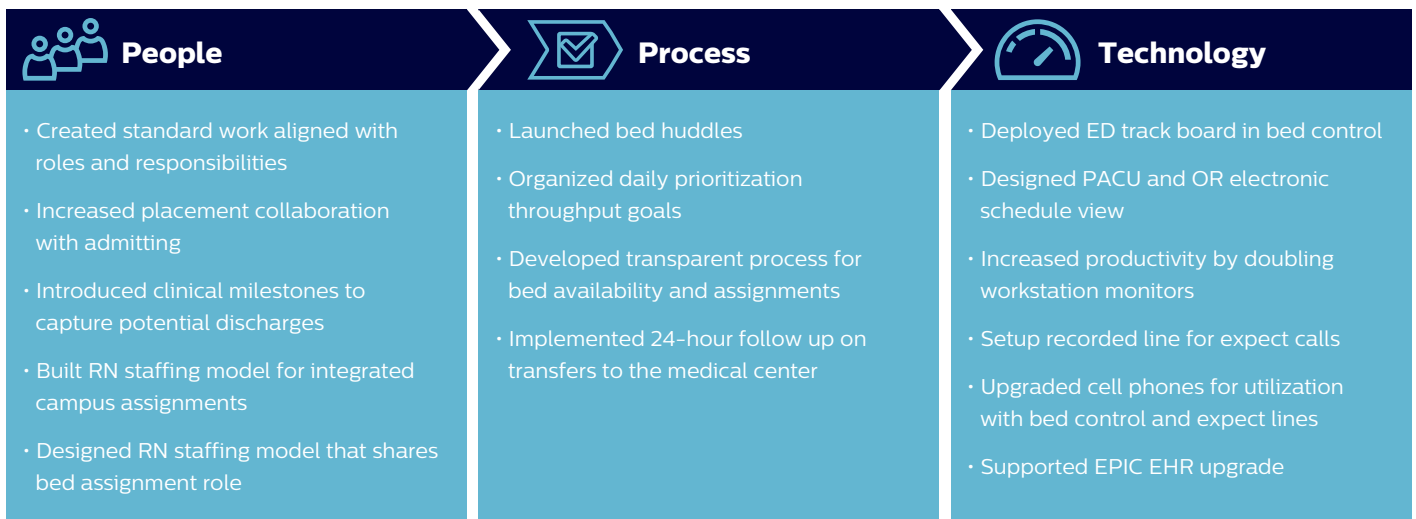 People
· Created standard work aligned with
roles and responsibilities
· Increased placement collaboration
with admitting
· Introduced clinical milestones to
capture potential discharges
· Built RN staffing model for integrated
campus assignments
· Designed RN staffing model that shares
bed assignment role
Process
· Launched bed huddles
· Organized daily prioritization
throughput goals
· Developed transparent process for
bed availability and assignments
· Implemented 24-hour follow up on
transfers to the medical center
Technology
· Deployed ED track board in bed control
· Designed PACU and OR electronic
schedule view
· Increased productivity by doubling
workstation monitors
· Setup recorded line for expect calls
· Upgraded cell phones for utilization
with bed control and expect lines
· Supported EPIC EHR upgrade